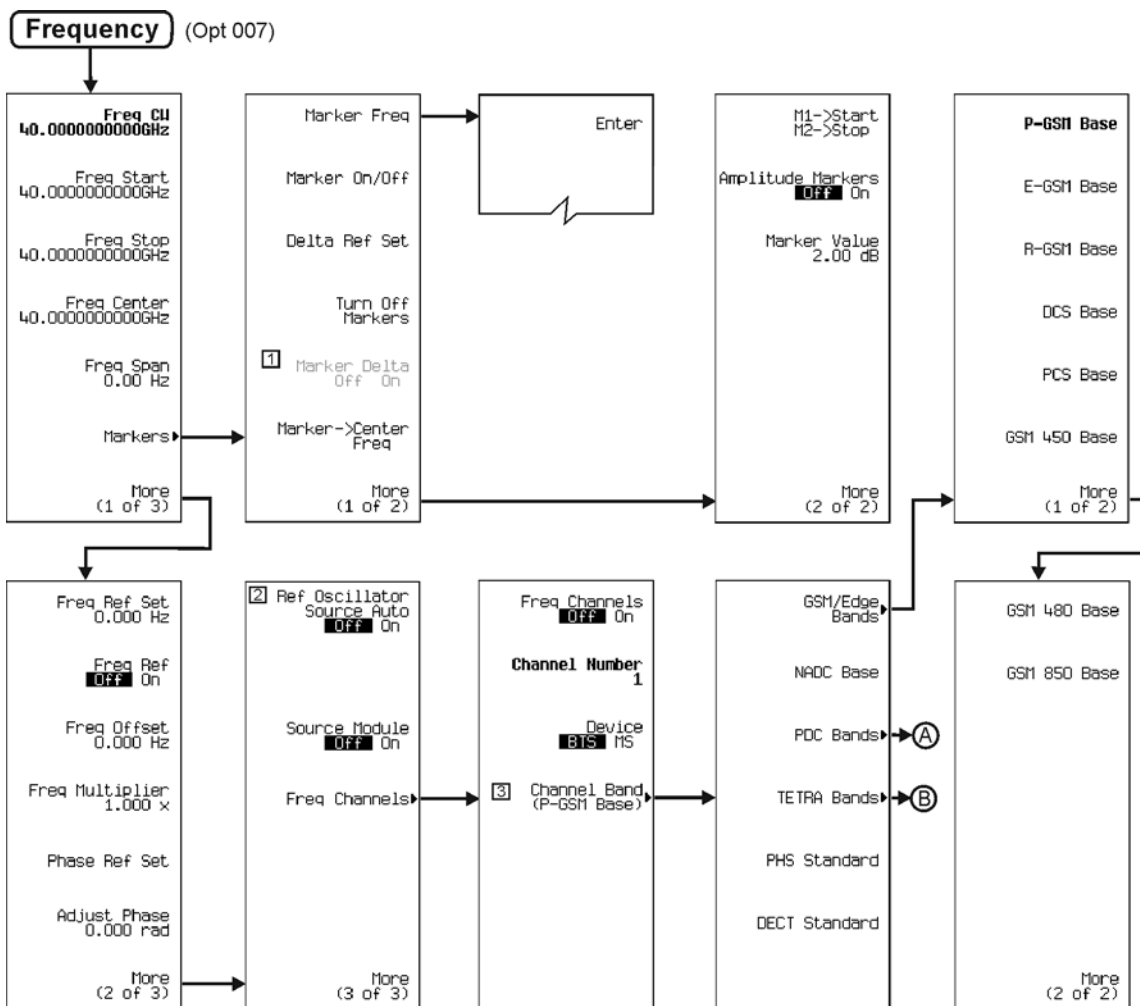 Frequency (Opt 007)
Freq CW
40.0000000000GHz
Freq Start
40.0000000000GHz
Freq Stop
40.0000000000GHz
Freq Center
40.0000000000GHz
Freq Span
0.00 Hz
Markers
More
(1 of 3)
Marker Freq
Marker On/Off
Delta Ref Set
Turn Off
Markers
1 Marker Delta
Off On
Marker->Center
Freq
More
(1 of 2)
Enter
M1->Start
M2->Stop
Amplitude Markers
Off On
Marker Value
2.00 dB
More
(2 of 2)
P-GSM Base
E-GSM Base
R-GSM Base
DCS Base
PCS Base
GSM 450 Base
More
(1 of 2)
Freq Ref Set
0.000 Hz
Freq Ref
Off On
Freq Offset
0.000 Hz
Freq Multiplier
1.000 x
Phase Ref Set
Adjust Phase
0.000 rad
More
(2 of 3)
2 Ref Oscillator
Source Auto
Off On
Source Module
Off On
Freq Channels
More
(3 of 3)
Freq Channels
Off On
Channel Number
1
Device
BTS MS
3 Channel Band
(P-GSM Base)
GSM/Edge
Bands
NADC Base
PDC Bands A
TETRA Bands B
PHS Standard
DECT Standard
GSM 480 Base
GSM 850 Base
More
(2 of 2)